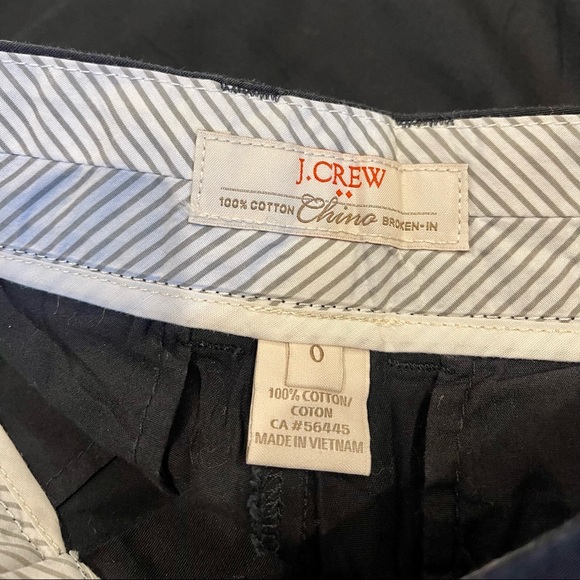 J.CREW
100% COTTON Chino BROKEN-IN
0
100% COTTON/
COTON
CA #56445
MADE IN VIETNAM